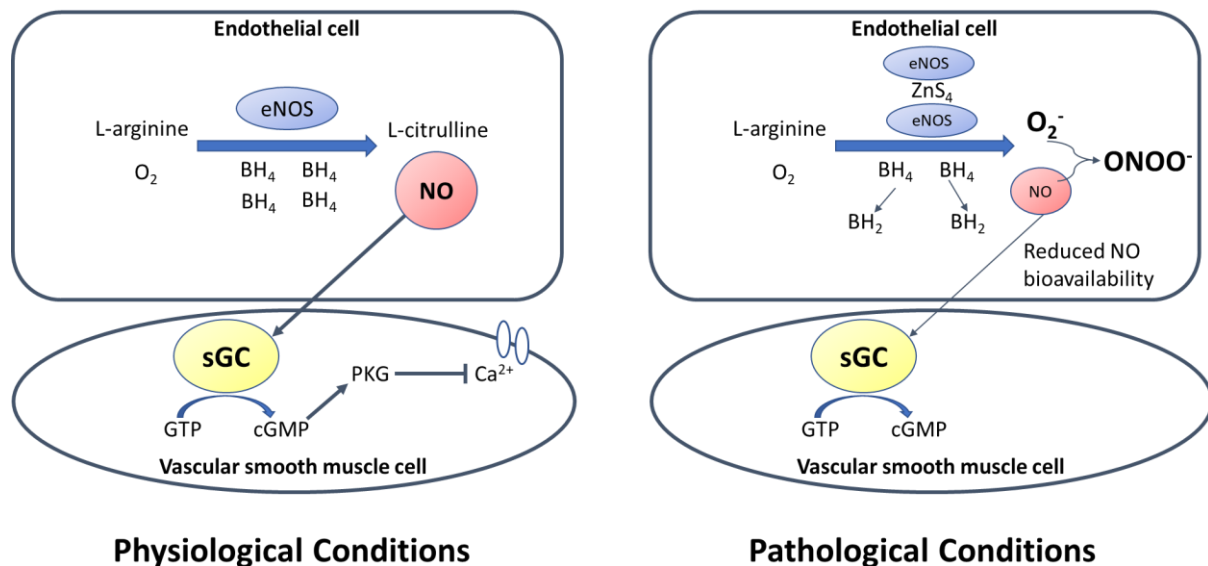 Endothelial cell
eNOS
L-arginine
L-citrulline
O₂
BH₄ BH₄
BH₄ BH₄
NO
sGC
PKG
Ca²⁺
GTP
cGMP
Vascular smooth muscle cell
Physiological Conditions
Endothelial cell
eNOS
ZnS₄
eNOS
L-arginine
O₂⁻
O₂
BH₄ BH₄
ONOO⁻
NO
BH₂ BH₂
Reduced NO
bioavailability
sGC
GTP
cGMP
Vascular smooth muscle cell
Pathological Conditions